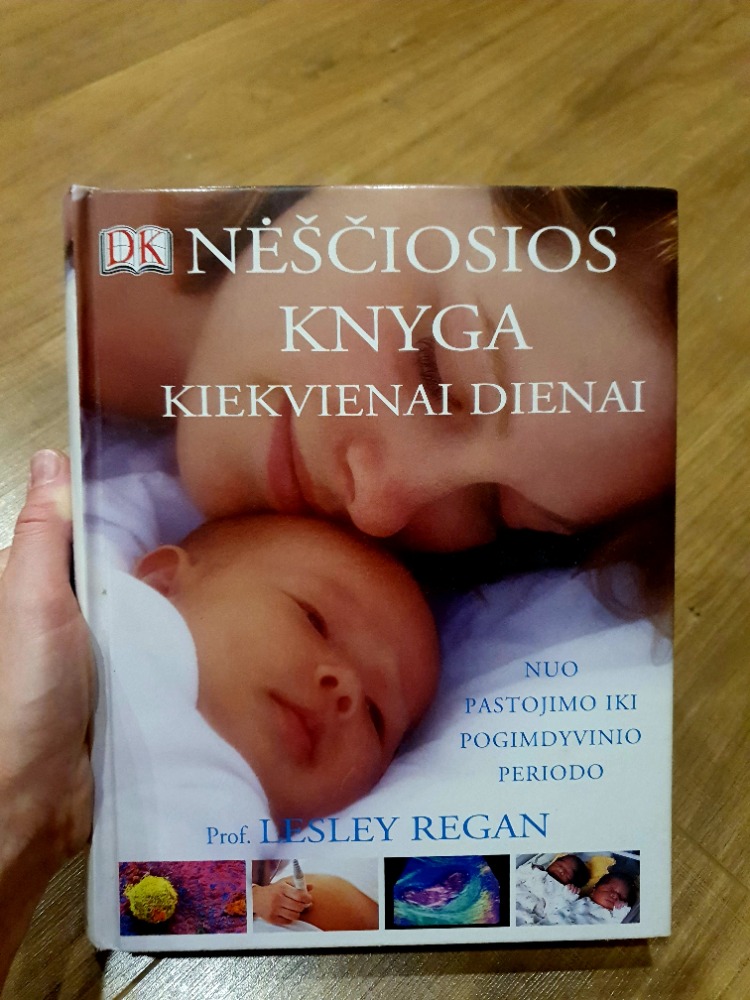 DK
NĖŠČIOSIOS
KNYGA
KIEKVIENAI DIENAI
NUO
PASTOJIMO IKI
POGIMDYVINIO
PERIODO
Prof. LESLEY REGAN